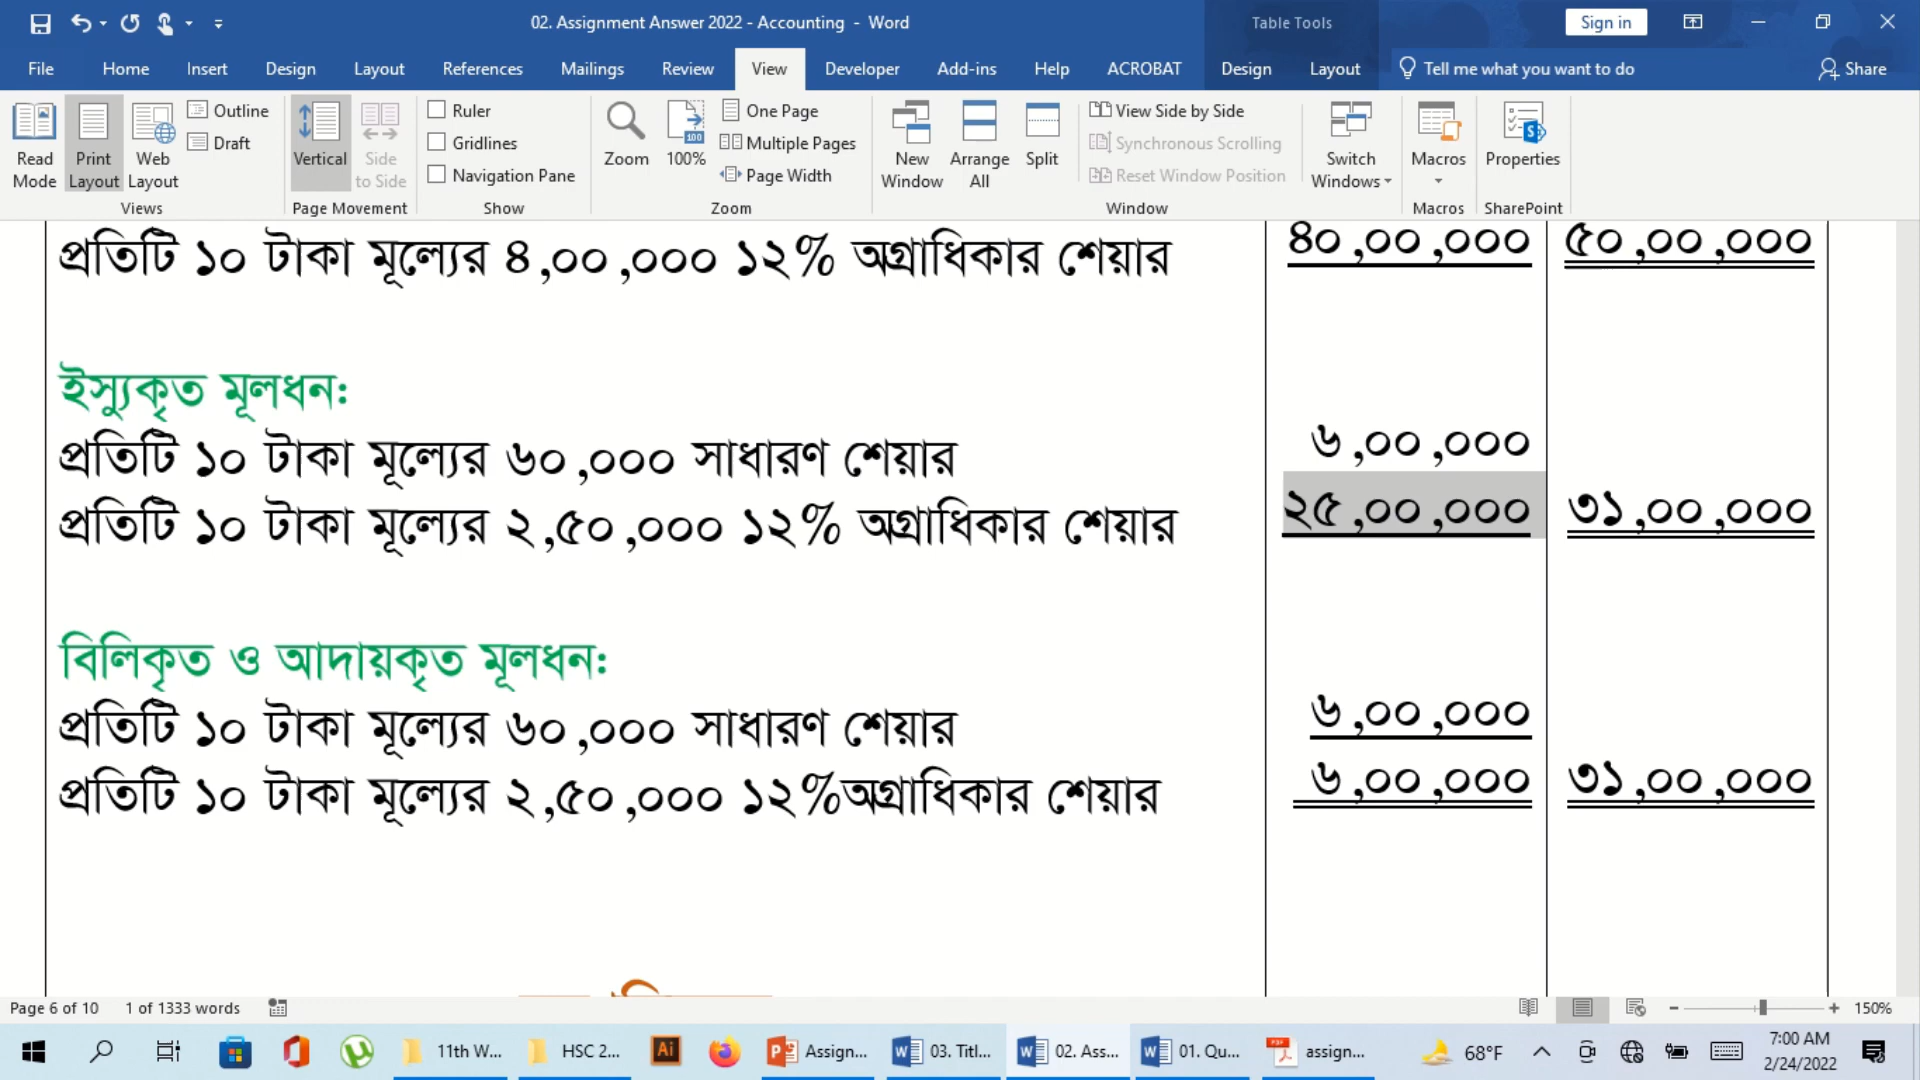 02. Assignment Answer 2022 - Accounting - Word
Table Tools
Sign in
File Home Insert Design Layout References Mailings Review View Developer Add-ins Help ACROBAT Design Layout Tell me what you want to do Share
Read Mode
Print Layout
Web Layout
Outline
Draft
Views
Vertical
Side to Side
Page Movement
Ruler
Gridlines
Navigation Pane
Show
Zoom
100
100%
One Page
Multiple Pages
Page Width
Zoom
New Window
Arrange All
Split
View Side by Side
Synchronous Scrolling
Reset Window Position
Window
Switch Windows
Macros
Macros
Properties
SharePoint
প্রতিটি ১০ টাকা মূল্যের ৪,০০,০০০ ১২% অগ্রাধিকার শেয়ার ৪০,০০,০০০ ৫০,০০,০০০
ইস্যুকৃত মূলধন:
প্রতিটি ১০ টাকা মূল্যের ৬০,০০০ সাধারণ শেয়ার ৬,০০,০০০
প্রতিটি ১০ টাকা মূল্যের ২,৫০,০০০ ১২% অগ্রাধিকার শেয়ার ২৫,০০,০০০ ৩১,০০,০০০
বিলিকৃত ও আদায়কৃত মূলধন:
প্রতিটি ১০ টাকা মূল্যের ৬০,০০০ সাধারণ শেয়ার ৬,০০,০০০
প্রতিটি ১০ টাকা মূল্যের ২,৫০,০০০ ১২%অগ্রাধিকার শেয়ার ৬,০০,০০০ ৩১,০০,০০০
Page 6 of 10 1 of 1333 words 150%
11th W... HSC 2... Ai Assign... 03. Titl... 02. Ass... 01. Qu... assign... 68°F 7:00 AM
2/24/2022